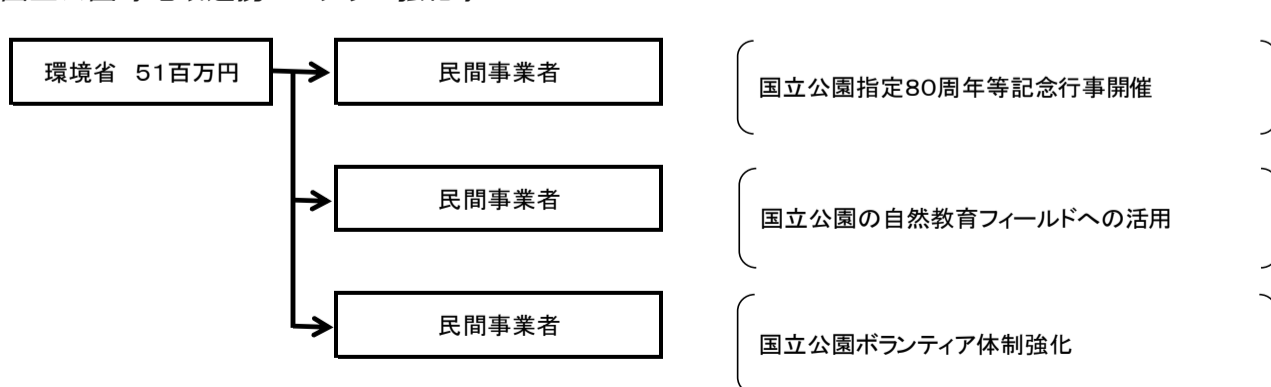 環境省 51百万円
民間事業者
国立公園指定80周年等記念行事開催
民間事業者
国立公園の自然教育フィールドへの活用
民間事業者
国立公園ボランティア体制強化